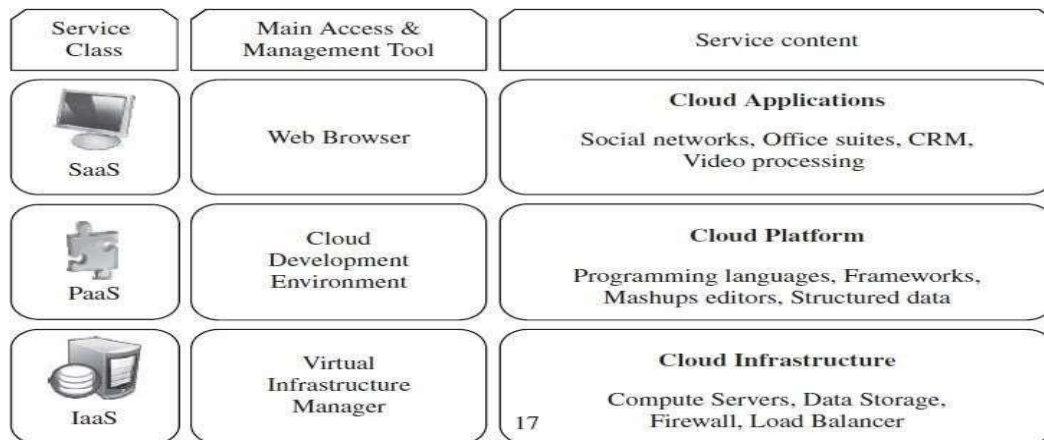 Service
Class
Main Access &
Management Tool
Service content
SaaS
Web Browser
Cloud Applications
Social networks, Office suites, CRM,
Video processing
PaaS
Cloud
Development
Environment
Cloud Platform
Programming languages, Frameworks,
Mashups editors, Structured data
IaaS
Virtual
Infrastructure
Manager
17
Cloud Infrastructure
Compute Servers, Data Storage,
Firewall, Load Balancer